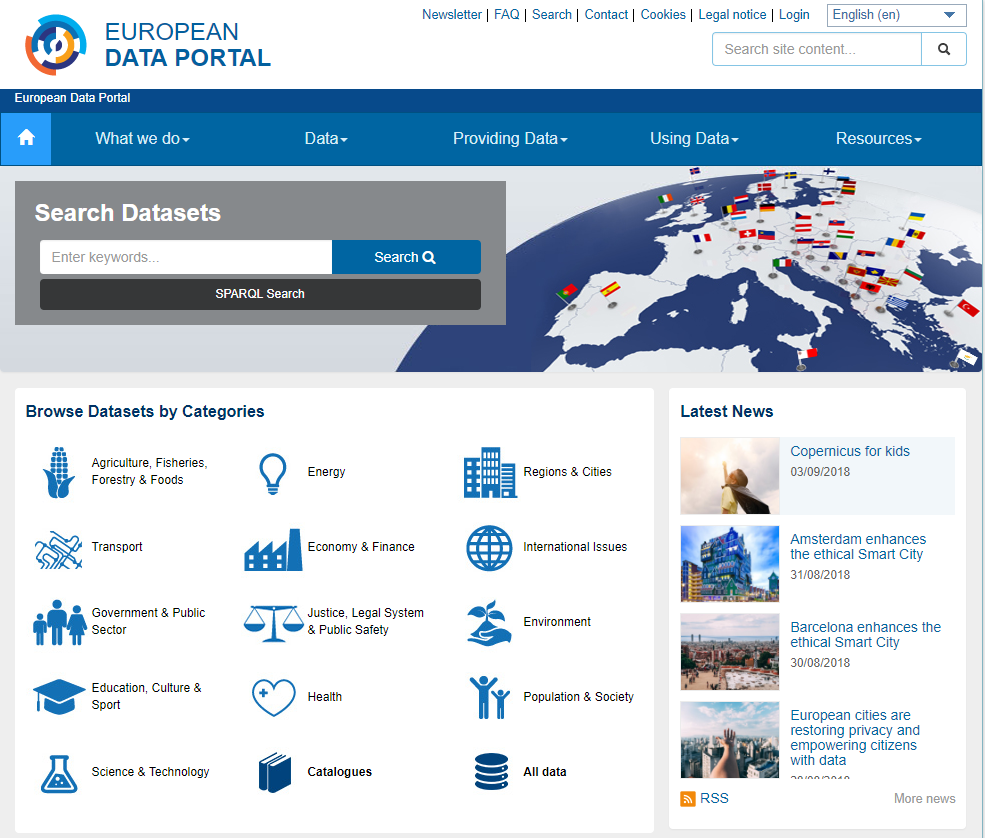 EUROPEAN
DATA PORTAL
Newsletter | FAQ | Search | Contact | Cookies | Legal notice | Login
English (en)
Search site content...
European Data Portal
What we do
Data
Providing Data
Using Data
Resources
Search Datasets
Enter keywords...
Search
SPARQL Search
Browse Datasets by Categories
Agriculture, Fisheries,
Forestry & Foods
Energy
Regions & Cities
Transport
Economy & Finance
International Issues
Government & Public
Sector
Justice, Legal System
& Public Safety
Environment
Education, Culture &
Sport
Health
Population & Society
Science & Technology
Catalogues
All data
Latest News
Copernicus for kids
03/09/2018
Amsterdam enhances
the ethical Smart City
31/08/2018
Barcelona enhances the
ethical Smart City
30/08/2018
European cities are
restoring privacy and
empowering citizens
with data
RSS
More news